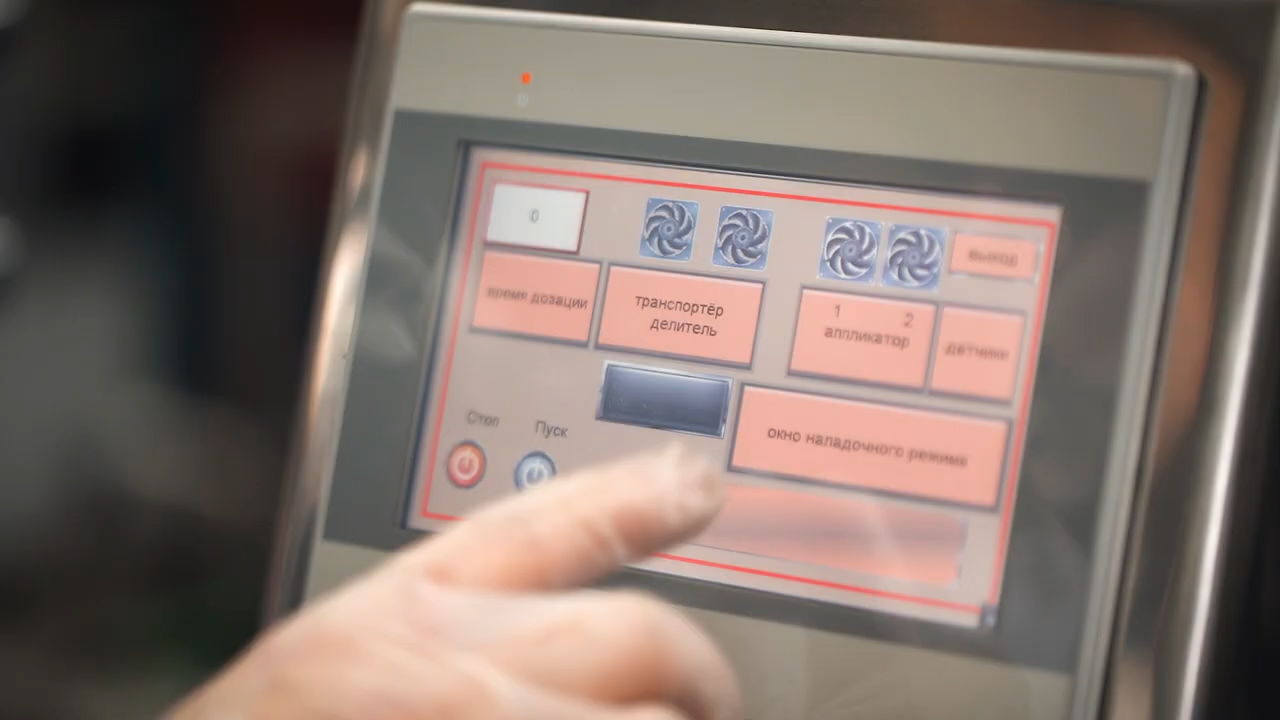 0
выход
время дозации
транспортёр
делитель
1 2
аппликатор
датчики
окно наладочного режима
Стоп
Пуск